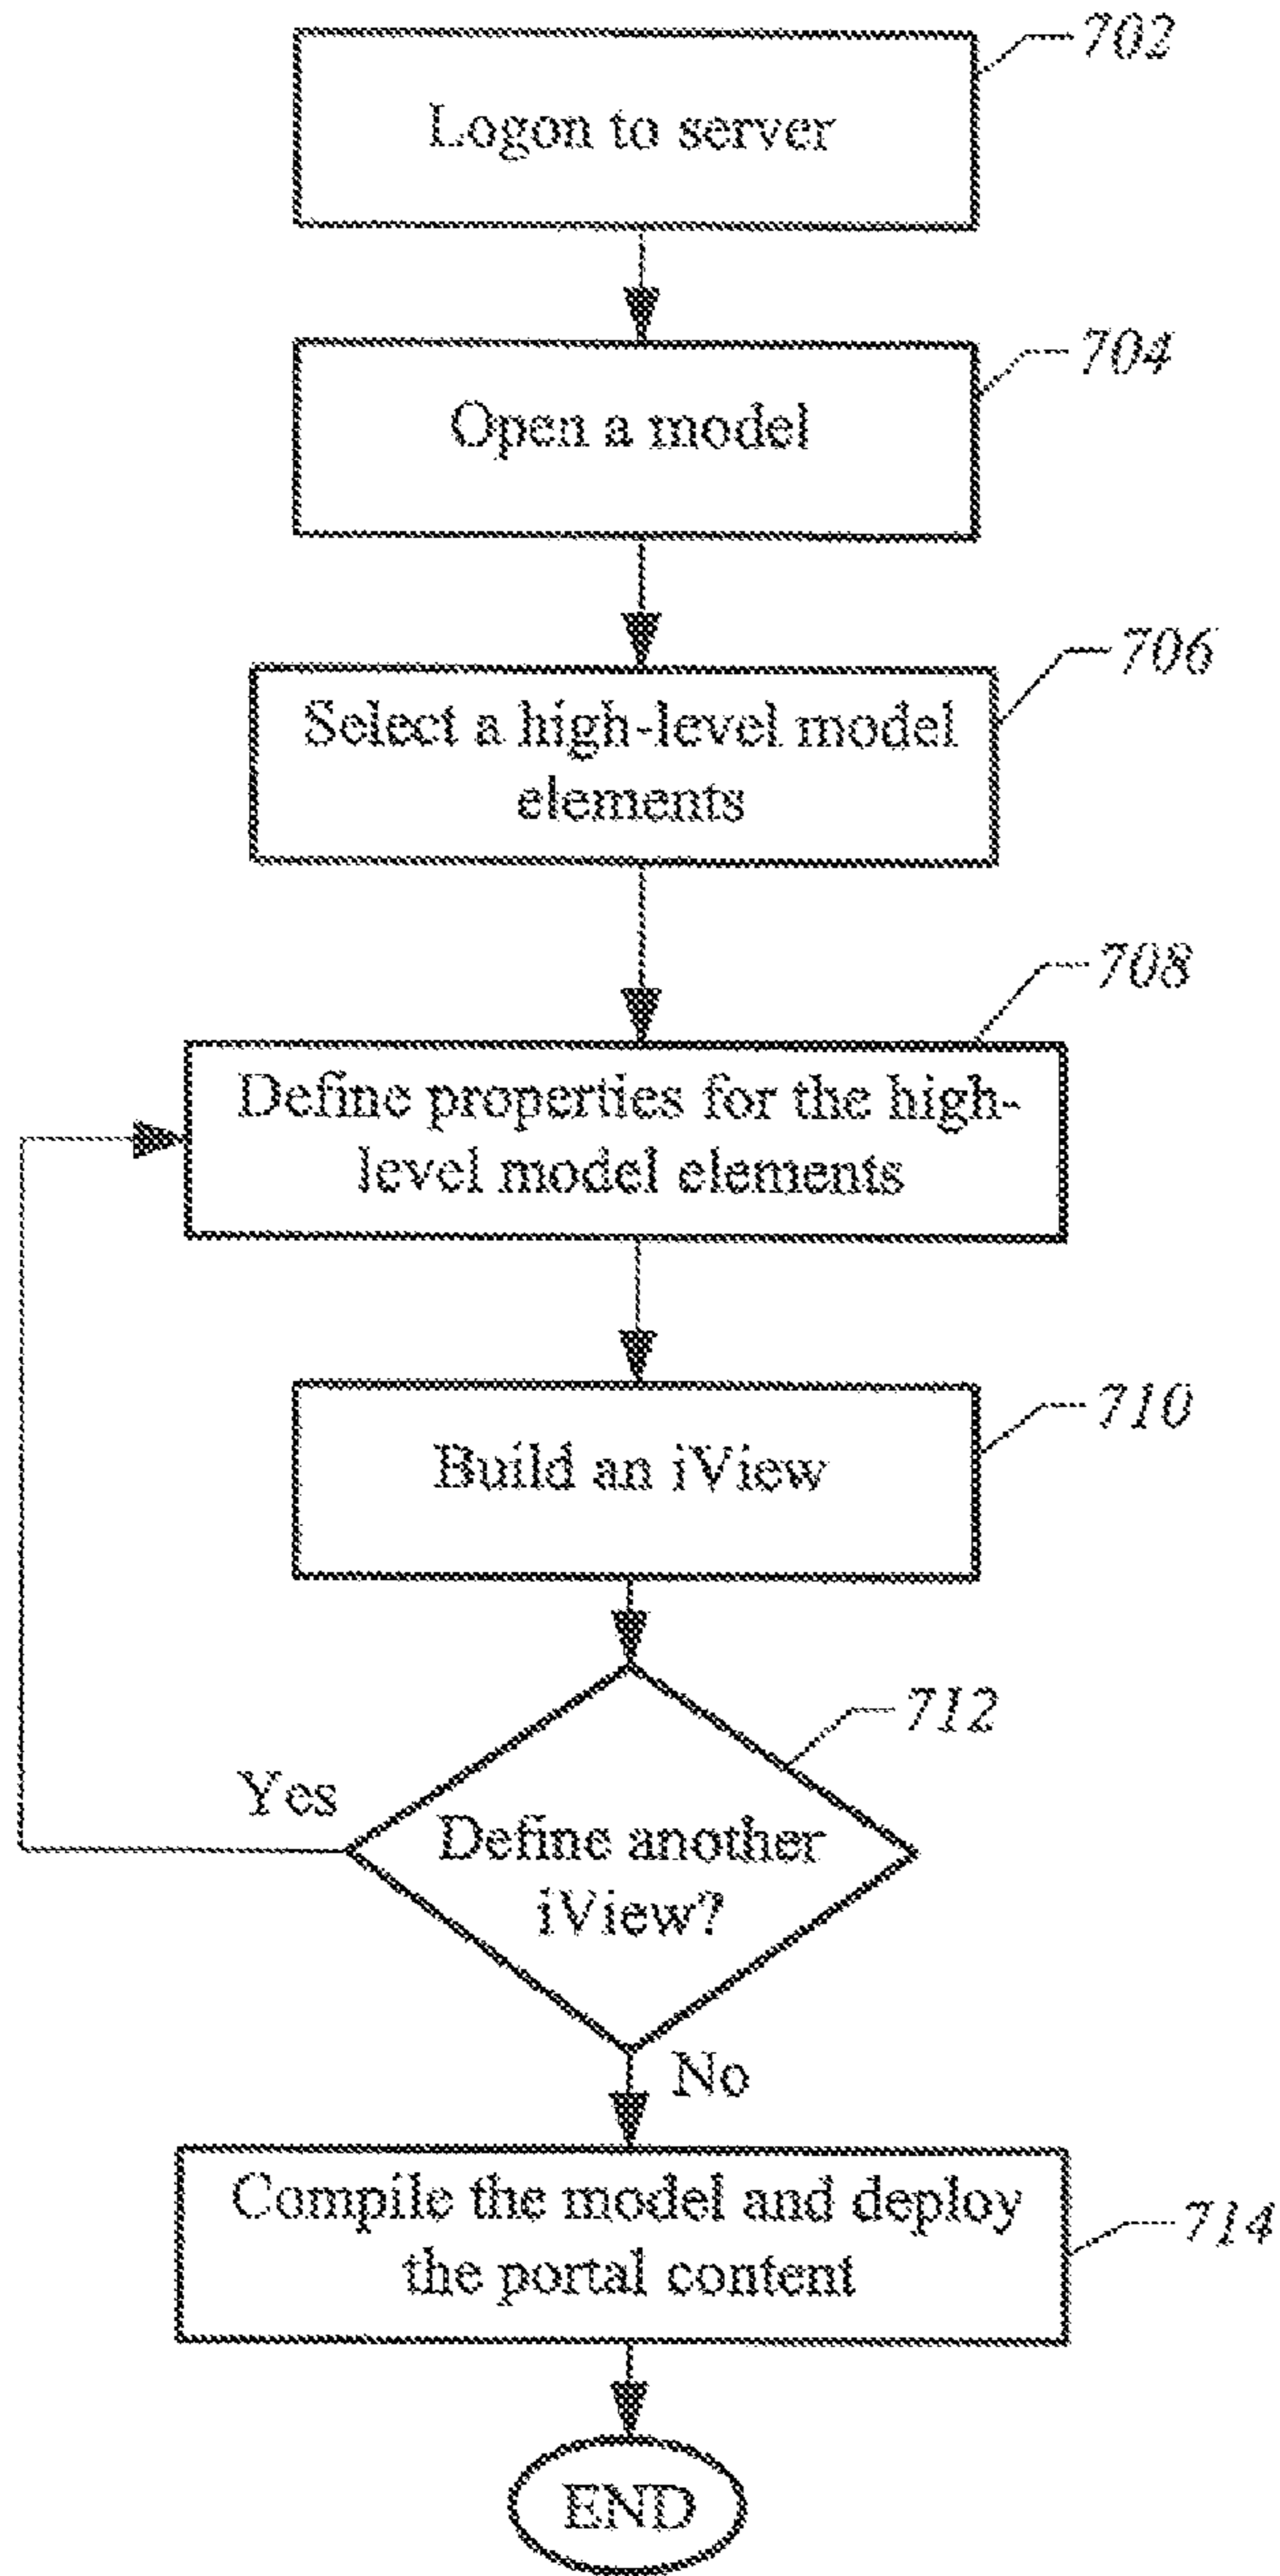 702
Logon to server
704
Open a model
706
Select a high-level model
elements
708
Define properties for the high-
level model elements
710
Build an iView
712
Yes
Define another
iView?
No
Compile the model and deploy
the portal content
714
END